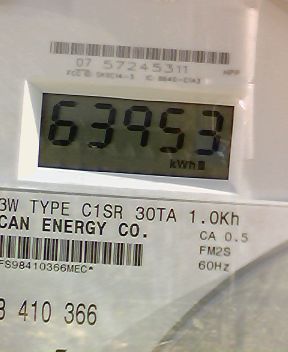 07 57245311
63953
kWh
3W TYPE C1SR 30TA 1.0Kh
CAN ENERGY CO.
CA 0.5
FM2S
60Hz
FS98410366MEC*
410 366